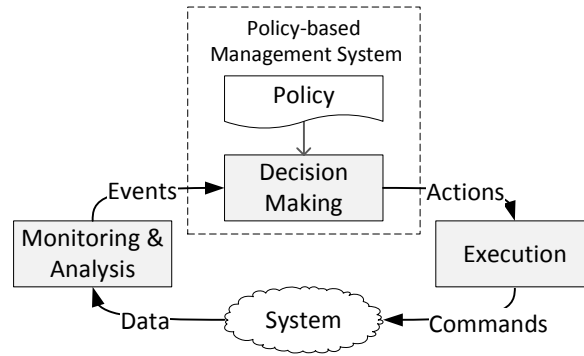 Policy-based
Management System
Policy
Decision
Making
Events
Actions
Monitoring &
Analysis
Execution
Data
System
Commands